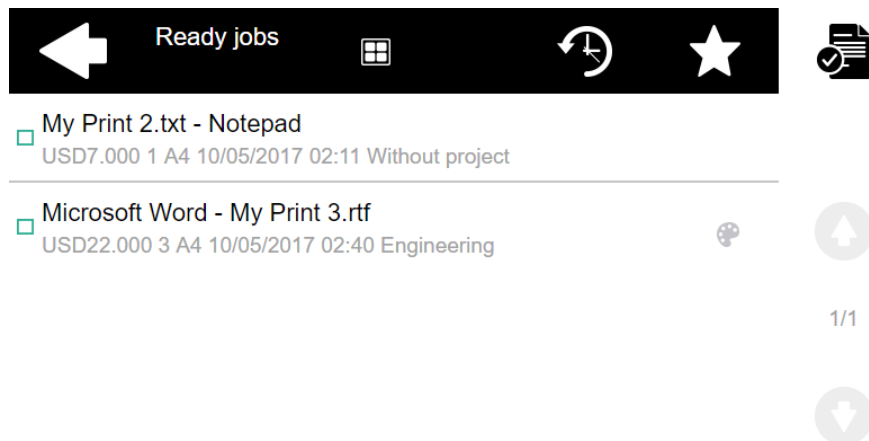 Ready jobs
My Print 2.txt - Notepad
USD7.000 1 A4 10/05/2017 02:11 Without project
Microsoft Word - My Print 3.rtf
USD22.000 3 A4 10/05/2017 02:40 Engineering
1/1